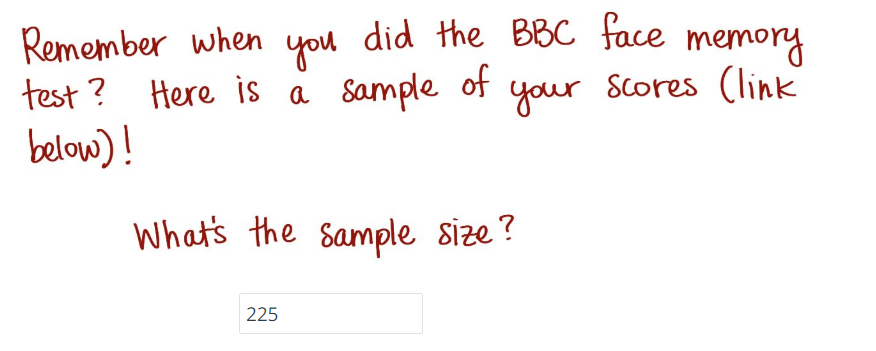 Remember when you did the BBC face memory
test? Here is a sample of your scores (link
below)!
What's the sample size?
225